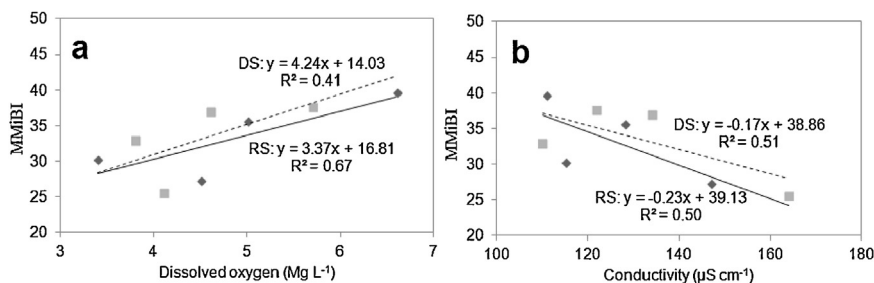 a
MMiBI
50
45
40
35
30
25
20
DS: y = 4.24x + 14.03
R² = 0.41
RS: y = 3.37x + 16.81
R² = 0.67
3 4 5 6 7
Dissolved oxygen (Mg L⁻¹)
b
MMiBI
50
45
40
35
30
25
20
DS: y = -0.17x + 38.86
R² = 0.51
RS: y = -0.23x + 39.13
R² = 0.50
100 120 140 160 180
Conductivity (µS cm⁻¹)